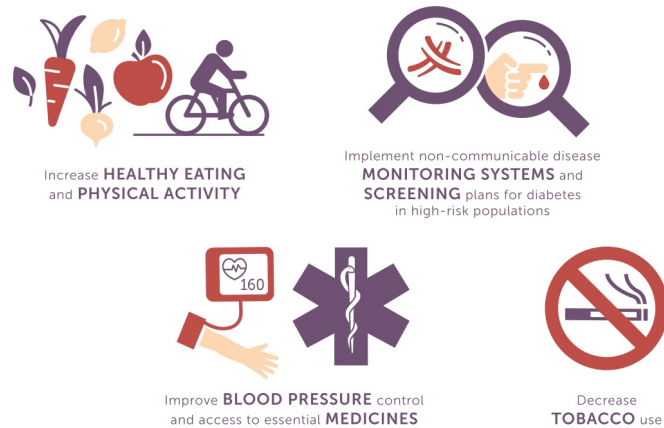 Increase HEALTHY EATING
and PHYSICAL ACTIVITY
Implement non-communicable disease
MONITORING SYSTEMS and
SCREENING plans for diabetes
in high-risk populations
160
Improve BLOOD PRESSURE control
and access to essential MEDICINES
Decrease
TOBACCO use